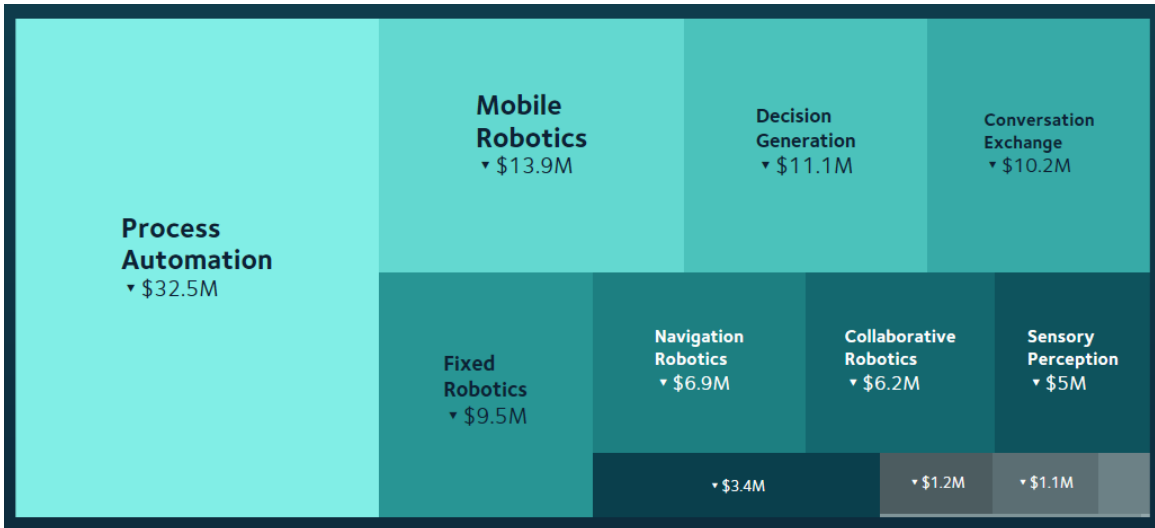 Process
Automation
▼ $32.5M
Mobile
Robotics
▼ $13.9M
Decision
Generation
▼ $11.1M
Conversation
Exchange
▼ $10.2M
Fixed
Robotics
▼ $9.5M
Navigation
Robotics
▼ $6.9M
Collaborative
Robotics
▼ $6.2M
Sensory
Perception
▼ $5M
▼ $3.4M
▼ $1.2M
▼ $1.1M